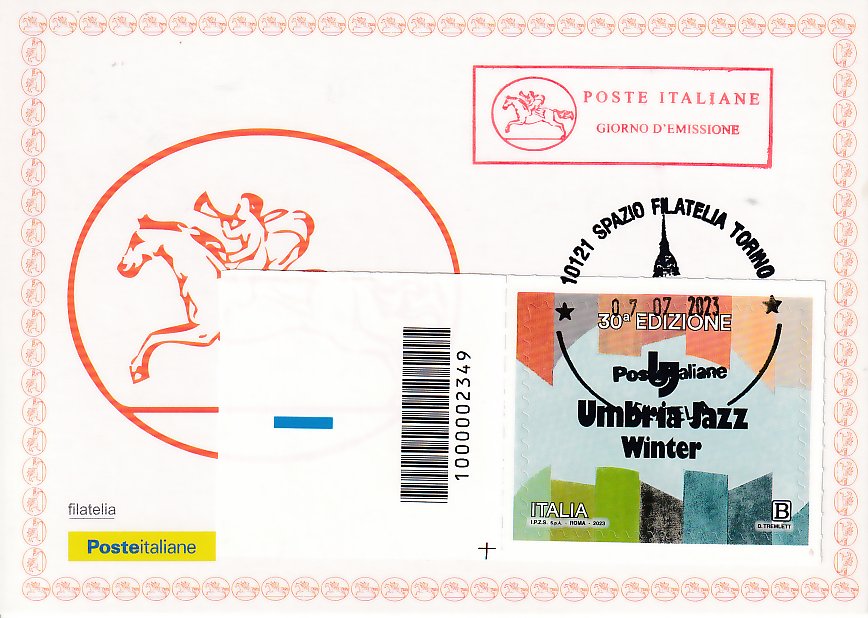 POSTE ITALIANE
GIORNO D'EMISSIONE
10121 SPAZIO FILATELIA TORINO
07 07 2023
30a EDIZIONE
uj
Umbria Jazz
Winter
ITALIA
I.P.Z.S. S.p.A. - ROMA - 2023
B
D. TREMLETT
1000002349
filatelia
Posteitaliane